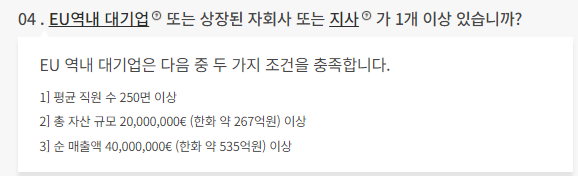 04 . EU역내 대기업? 또는 상장된 자회사 또는 지사? 가 1개 이상 있습니까?
EU 역내 대기업은 다음 중 두 가지 조건을 충족합니다.
1] 평균 직원 수 250면 이상
2] 총 자산 규모 20,000,000€ (한화 약 267억원) 이상
3] 순 매출액 40,000,000€ (한화 약 535억원) 이상